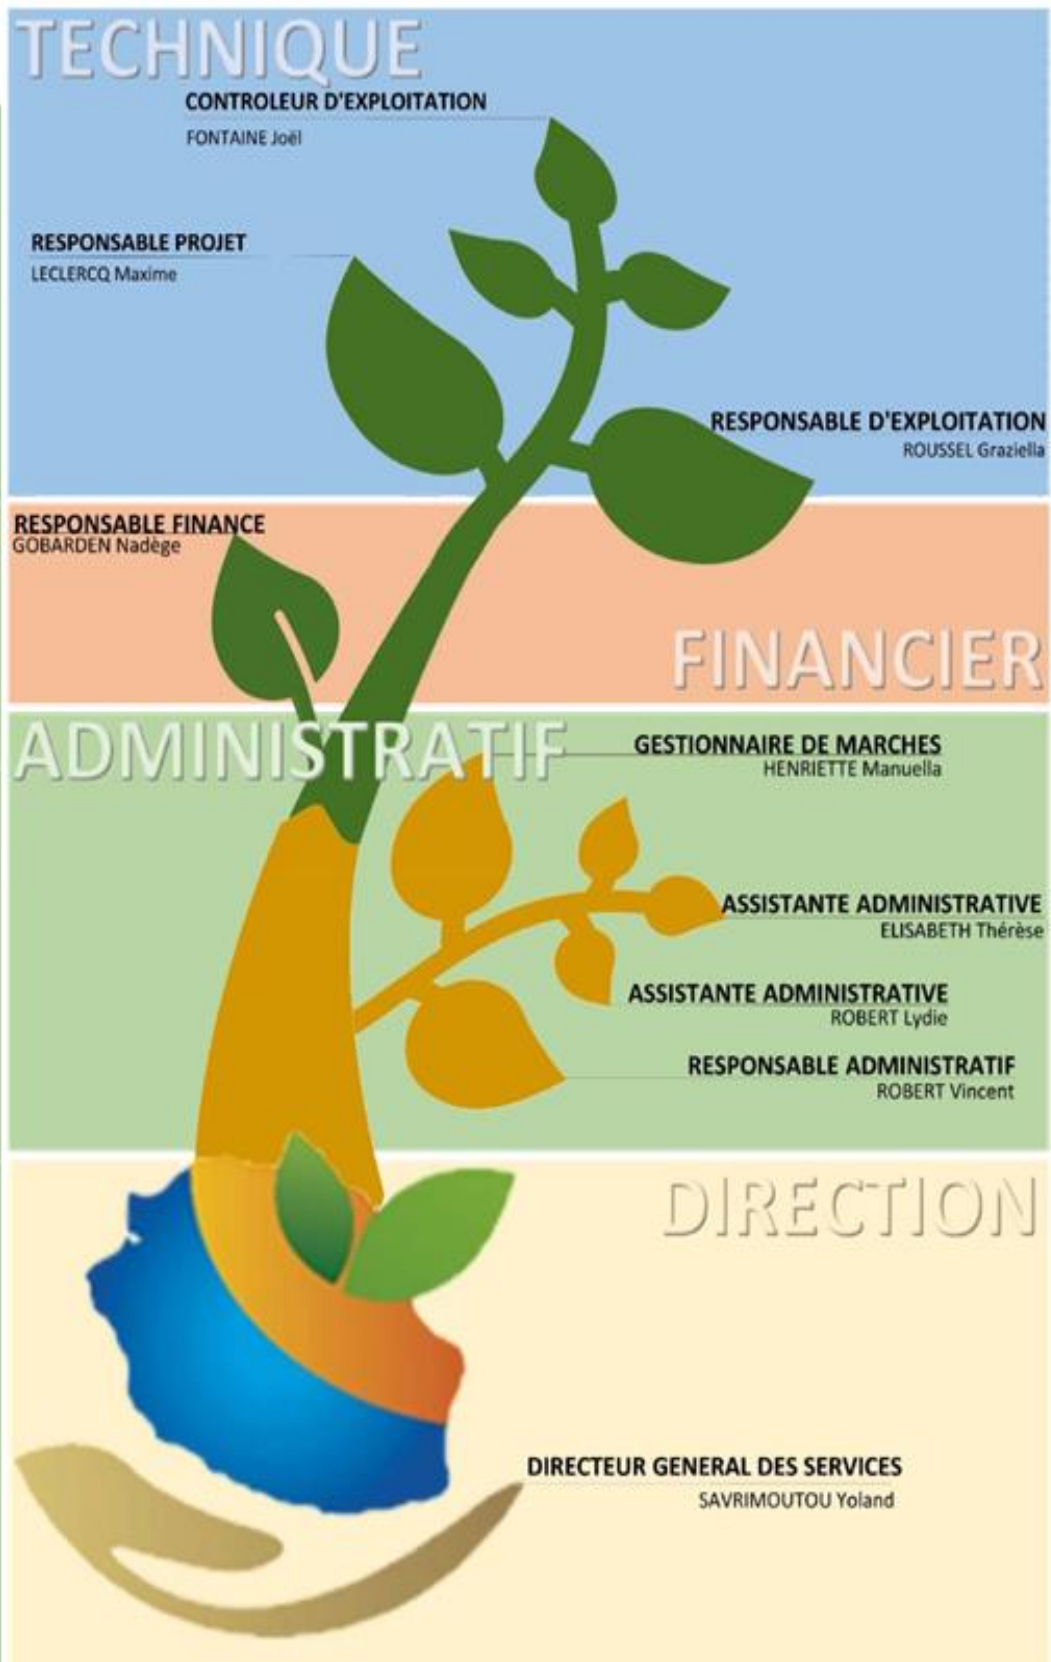 TECHNIQUE
CONTROLEUR D'EXPLOITATION
FONTAINE Joël
RESPONSABLE PROJET
LECLERCQ Maxime
RESPONSABLE D'EXPLOITATION
ROUSSEL Graziella
RESPONSABLE FINANCE
GOBARDEN Nadège
FINANCIER
ADMINISTRATIF
GESTIONNAIRE DE MARCHES
HENRIETTE Manuella
ASSISTANTE ADMINISTRATIVE
ELISABETH Thérèse
ASSISTANTE ADMINISTRATIVE
ROBERT Lydie
RESPONSABLE ADMINISTRATIF
ROBERT Vincent
DIRECTION
DIRECTEUR GENERAL DES SERVICES
SAVRIMOUTOU Yoland